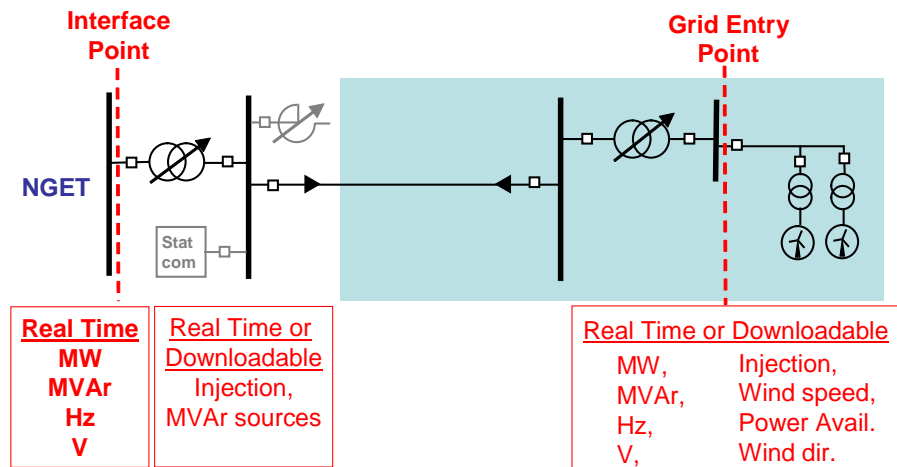 Interface
Point
Grid Entry
Point
NGET
Stat
com
Real Time
MW
MVAr
Hz
V
Real Time or
Downloadable
Injection,
MVAr sources
Real Time or Downloadable
MW, Injection,
MVAr, Wind speed,
Hz, Power Avail.
V, Wind dir.